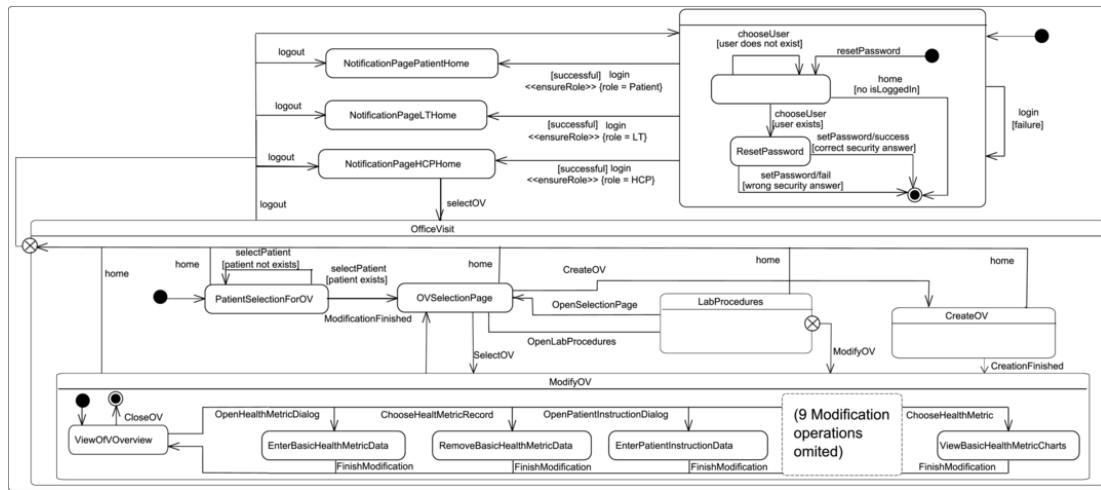 chooseUser
[user does not exist]
resetPassword
logout
NotificationPagePatientHome
[successful] login
<<ensureRole>> {role = Patient}
home
[no isLoggedIn]
logout
NotificationPageLTHome
[successful] login
<<ensureRole>> {role = LT}
chooseUser
[user exists]
login
[failure]
ResetPassword
setPassword/success
[correct security answer]
logout
NotificationPageHCPHome
[successful] login
<<ensureRole>> {role = HCP}
setPassword/fail
[wrong security answer]
logout
selectOV
OfficeVisit
home
home
selectPatient
[patient not exists]
selectPatient
[patient exists]
home
CreateOV
home
home
PatientSelectionForOV
OVSelectionPage
OpenSelectionPage
LabProcedures
CreateOV
ModificationFinished
OpenLabProcedures
SelectOV
ModifyOV
CreationFinished
ModifyOV
CloseOV
ViewOfVOverview
OpenHealthMetricDialog
ChooseHealtMetricRecord
OpenPatientInstructionDialog
(9 Modification
operations
omited)
ChooseHealthMetric
EnterBasicHealthMetricData
RemoveBasicHealthMetricData
EnterPatientInstructionData
ViewBasicHealthMetricCharts
FinishModification
FinishModification
FinishModification
FinishModification